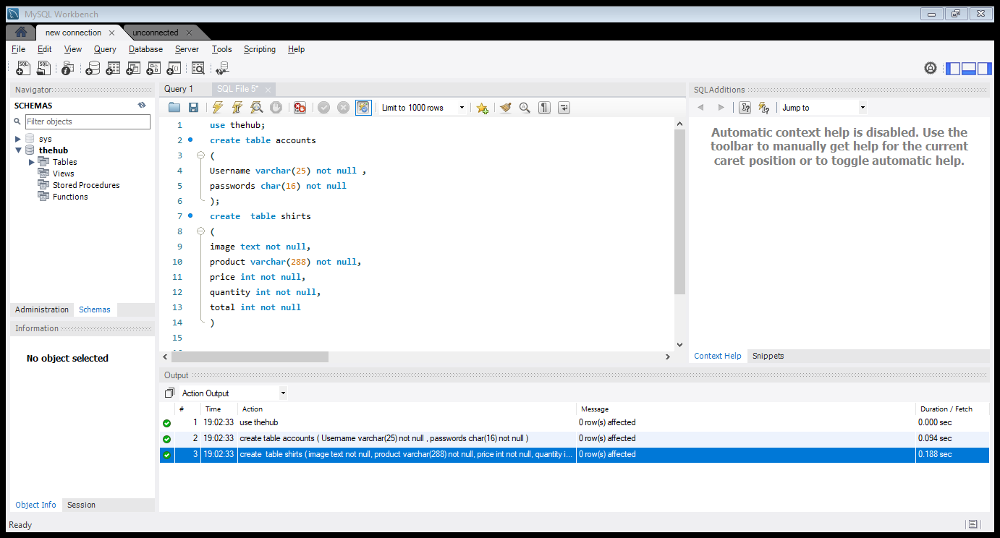 MySQL Workbench
new connection
unconnected
File Edit View Query Database Server Tools Scripting Help
Navigator
SCHEMAS
Filter objects
sys
thehub
Tables
Views
Stored Procedures
Functions
Administration Schemas
Information
No object selected
Object Info Session
Query 1 SQL File 5*
Limit to 1000 rows
1 use thehub;
2 create table accounts
3 (
4 Username varchar(25) not null ,
5 passwords char(16) not null
6 );
7 create  table shirts
8 (
9 image text not null,
10 product varchar(288) not null,
11 price int not null,
12 quantity int not null,
13 total int not null
14 )
15
SQLAdditions
Jump to
Automatic context help is disabled. Use the
toolbar to manually get help for the current
caret position or to toggle automatic help.
Context Help Snippets
Output
Action Output
# Time Action Message Duration / Fetch
1 19:02:33 use thehub 0 row(s) affected 0.000 sec
2 19:02:33 create table accounts ( Username varchar(25) not null , passwords char(16) not null ) 0 row(s) affected 0.094 sec
3 19:02:33 create  table shirts ( image text not null, product varchar(288) not null, price int not null, quantity i... 0 row(s) affected 0.188 sec
Ready